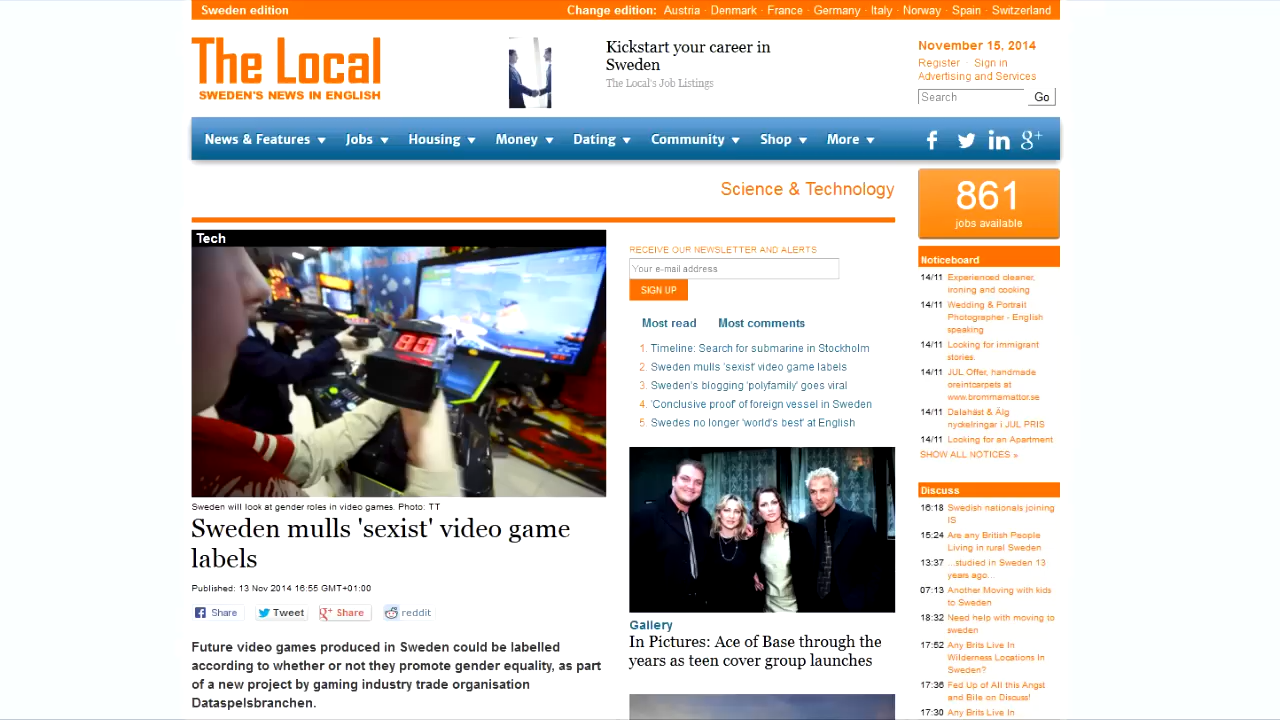 Sweden edition
Change edition: Austria · Denmark · France · Germany · Italy · Norway · Spain · Switzerland
The Local
SWEDEN'S NEWS IN ENGLISH
Kickstart your career in
Sweden
The Local's Job Listings
November 15, 2014
Register · Sign in
Advertising and Services
Search Go
News & Features Jobs Housing Money Dating Community Shop More
Science & Technology
861
jobs available
Tech
Sweden will look at gender roles in video games. Photo: TT
Sweden mulls 'sexist' video game
labels
Published: 13 Nov 2014 16:55 GMT+01:00
Share Tweet Share reddit
Future video games produced in Sweden could be labelled
according to whether or not they promote gender equality, as part
of a new project by gaming industry trade organisation
Dataspelsbranchen.
RECEIVE OUR NEWSLETTER AND ALERTS
Your e-mail address
SIGN UP
Most read Most comments
1. Timeline: Search for submarine in Stockholm
2. Sweden mulls 'sexist' video game labels
3. Sweden's blogging 'polyfamily' goes viral
4. 'Conclusive proof' of foreign vessel in Sweden
5. Swedes no longer 'world's best' at English
Gallery
In Pictures: Ace of Base through the
years as teen cover group launches
Noticeboard
14/11 Experienced cleaner,
ironing and cooking
14/11 Wedding & Portrait
Photographer - English
speaking
14/11 Looking for immigrant
stories.
14/11 JUL Offer, handmade
oreintcarpets at
www.brommamattor.se
14/11 Dalahäst & Älg
nyckelringar i JUL PRIS
14/11 Looking for an Apartment
SHOW ALL NOTICES »
Discuss
16:18 Swedish nationals joining
IS
15:24 Are any British People
Living in rural Sweden
13:37 ...studied in Sweden 13
years ago...
07:13 Another Moving with kids
to Sweden
18:32 Need help with moving to
sweden
17:52 Any Brits Live In
Wilderness Locations In
Sweden?
17:36 Fed Up of All this Angst
and Bile on Discuss!
17:30 Any Brits Live In